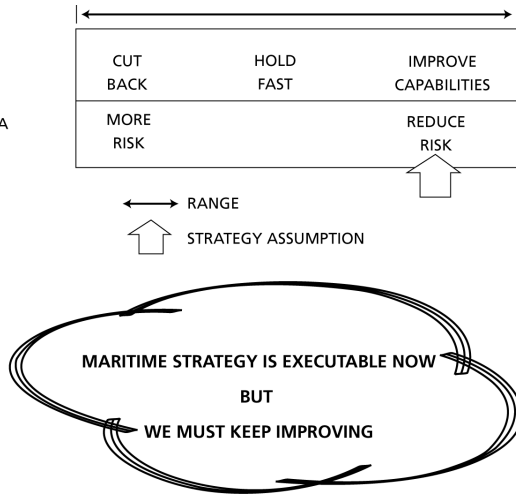 CUT HOLD IMPROVE
BACK FAST CAPABILITIES
A
MORE REDUCE
RISK RISK
RANGE
STRATEGY ASSUMPTION
MARITIME STRATEGY IS EXECUTABLE NOW
BUT
WE MUST KEEP IMPROVING